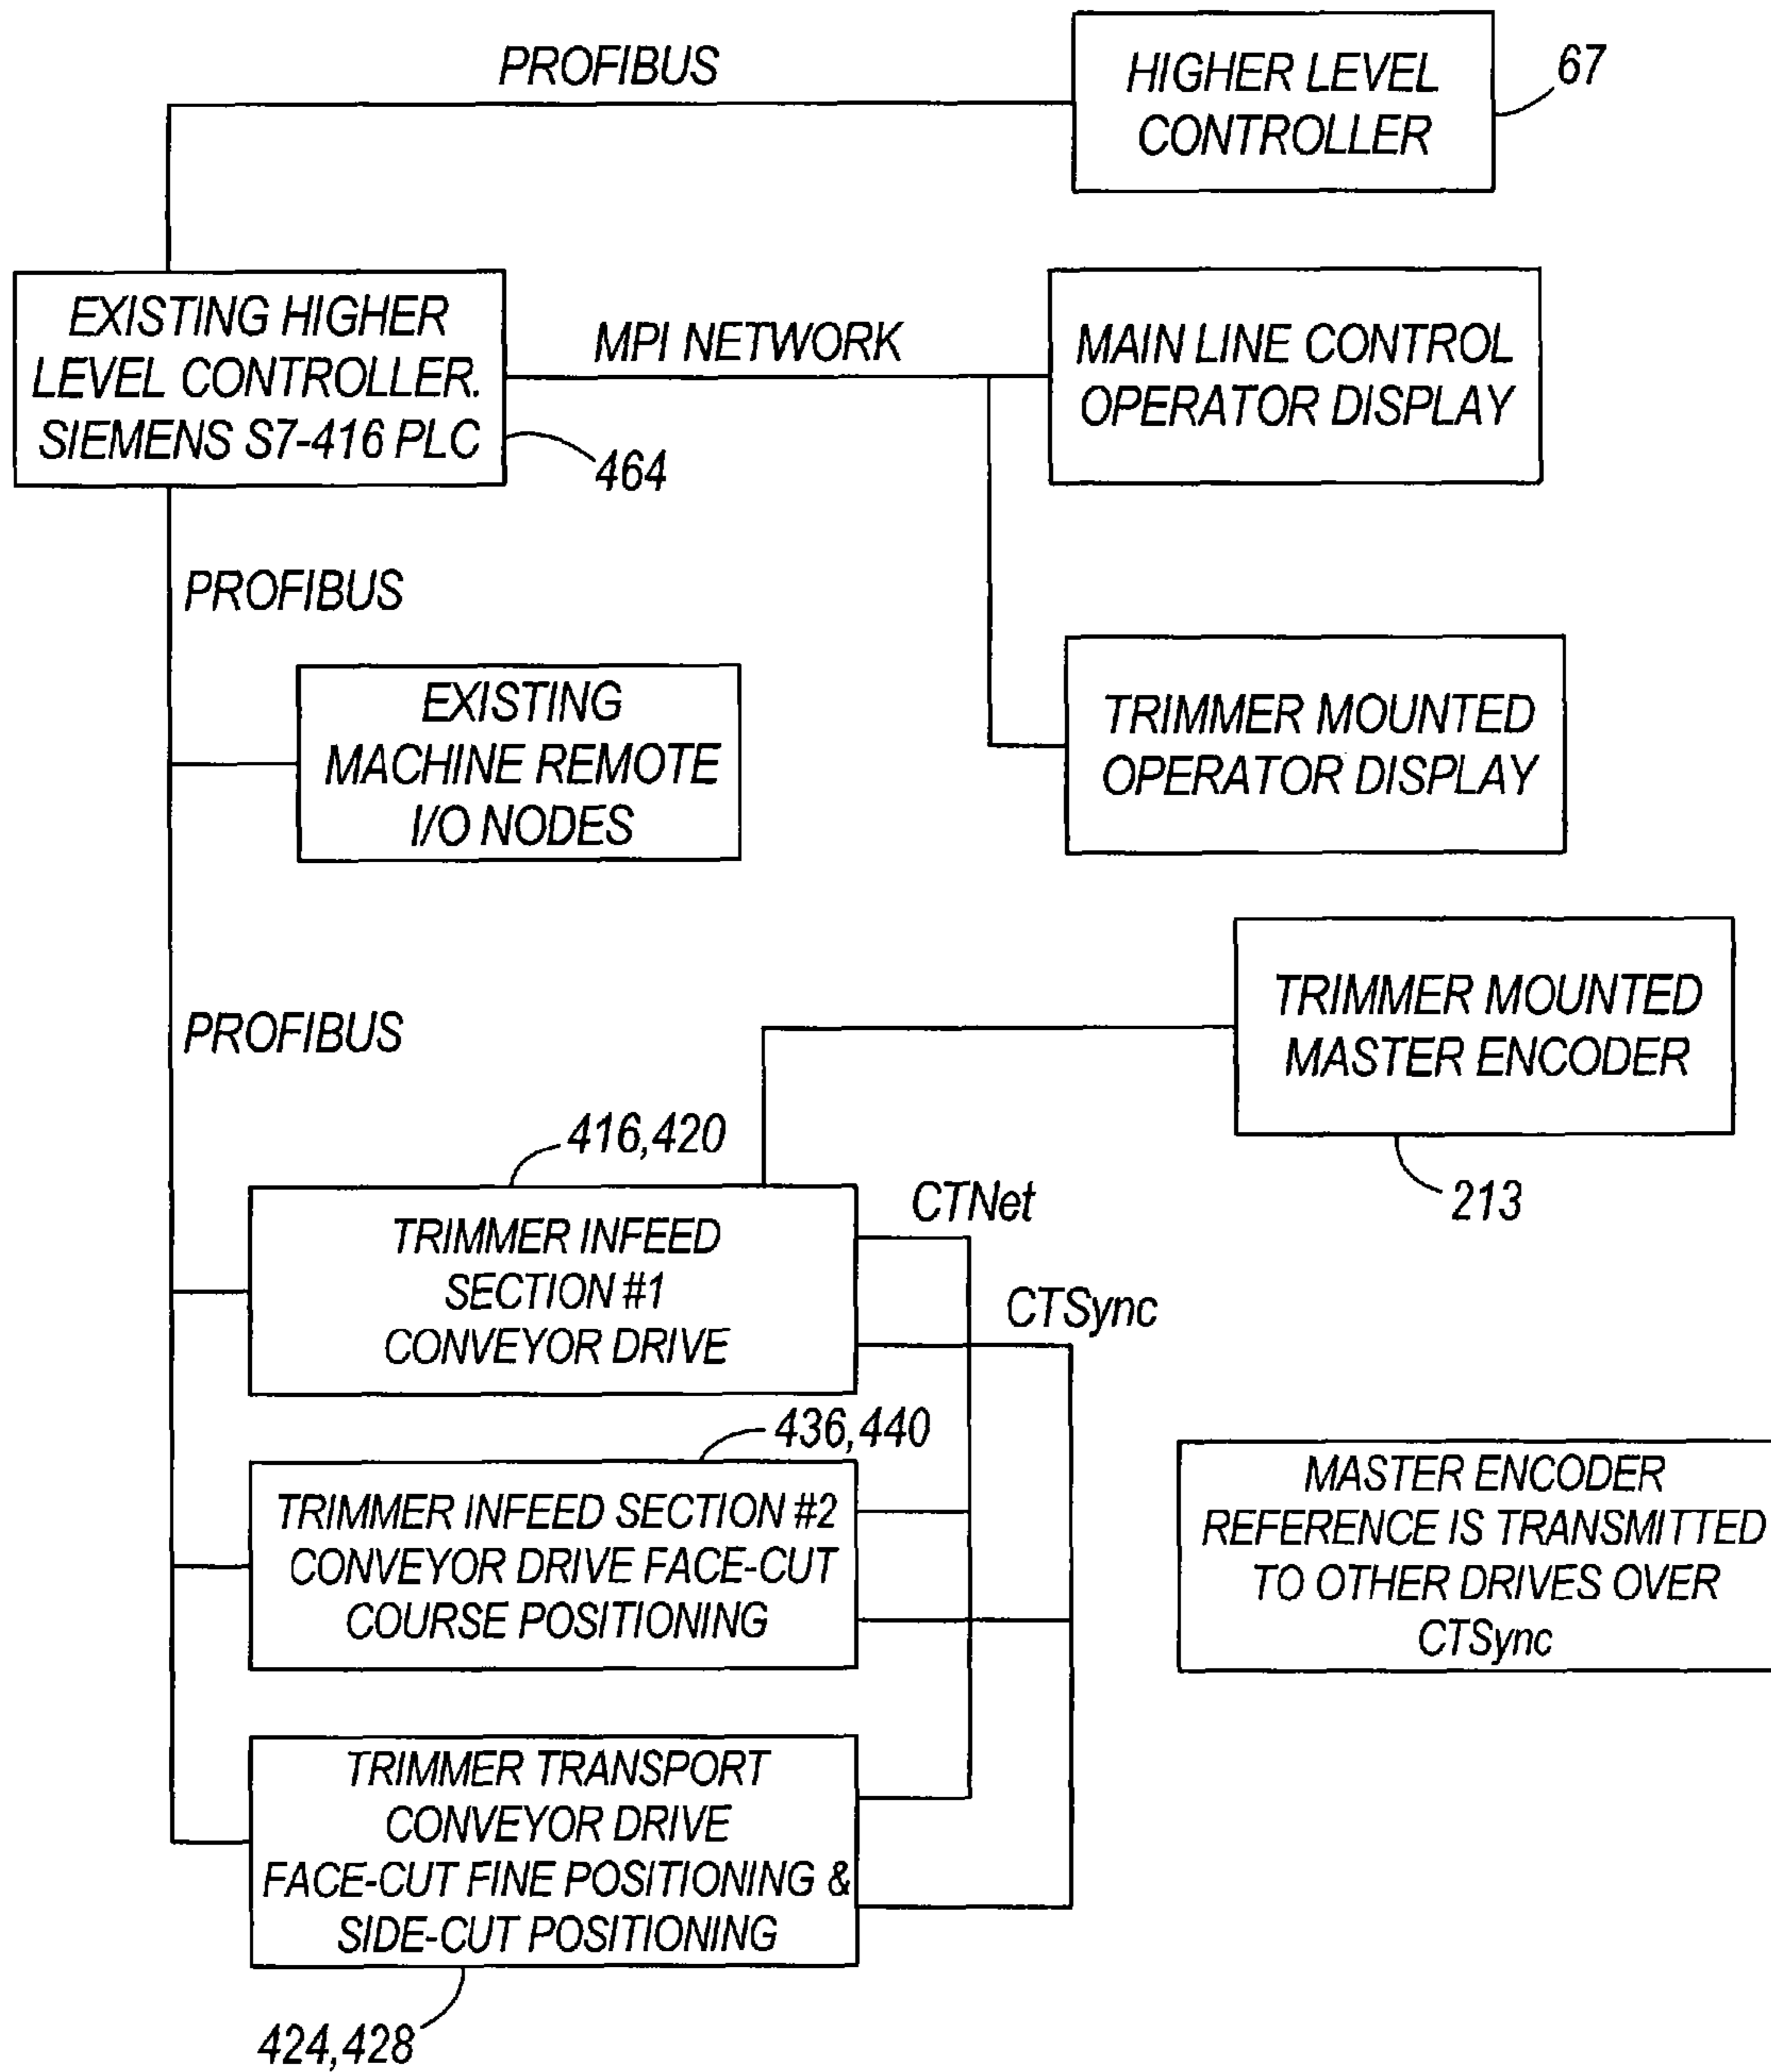 PROFIBUS
HIGHER LEVEL
CONTROLLER
67
EXISTING HIGHER
LEVEL CONTROLLER.
SIEMENS S7-416 PLC
464
MPI NETWORK
MAIN LINE CONTROL
OPERATOR DISPLAY
PROFIBUS
EXISTING
MACHINE REMOTE
I/O NODES
TRIMMER MOUNTED
OPERATOR DISPLAY
TRIMMER MOUNTED
MASTER ENCODER
213
PROFIBUS
416,420
TRIMMER INFEED
SECTION #1
CONVEYOR DRIVE
CTNet
CTSync
436,440
TRIMMER INFEED SECTION #2
CONVEYOR DRIVE FACE-CUT
COURSE POSITIONING
MASTER ENCODER
REFERENCE IS TRANSMITTED
TO OTHER DRIVES OVER
CTSync
TRIMMER TRANSPORT
CONVEYOR DRIVE
FACE-CUT FINE POSITIONING &
SIDE-CUT POSITIONING
424,428